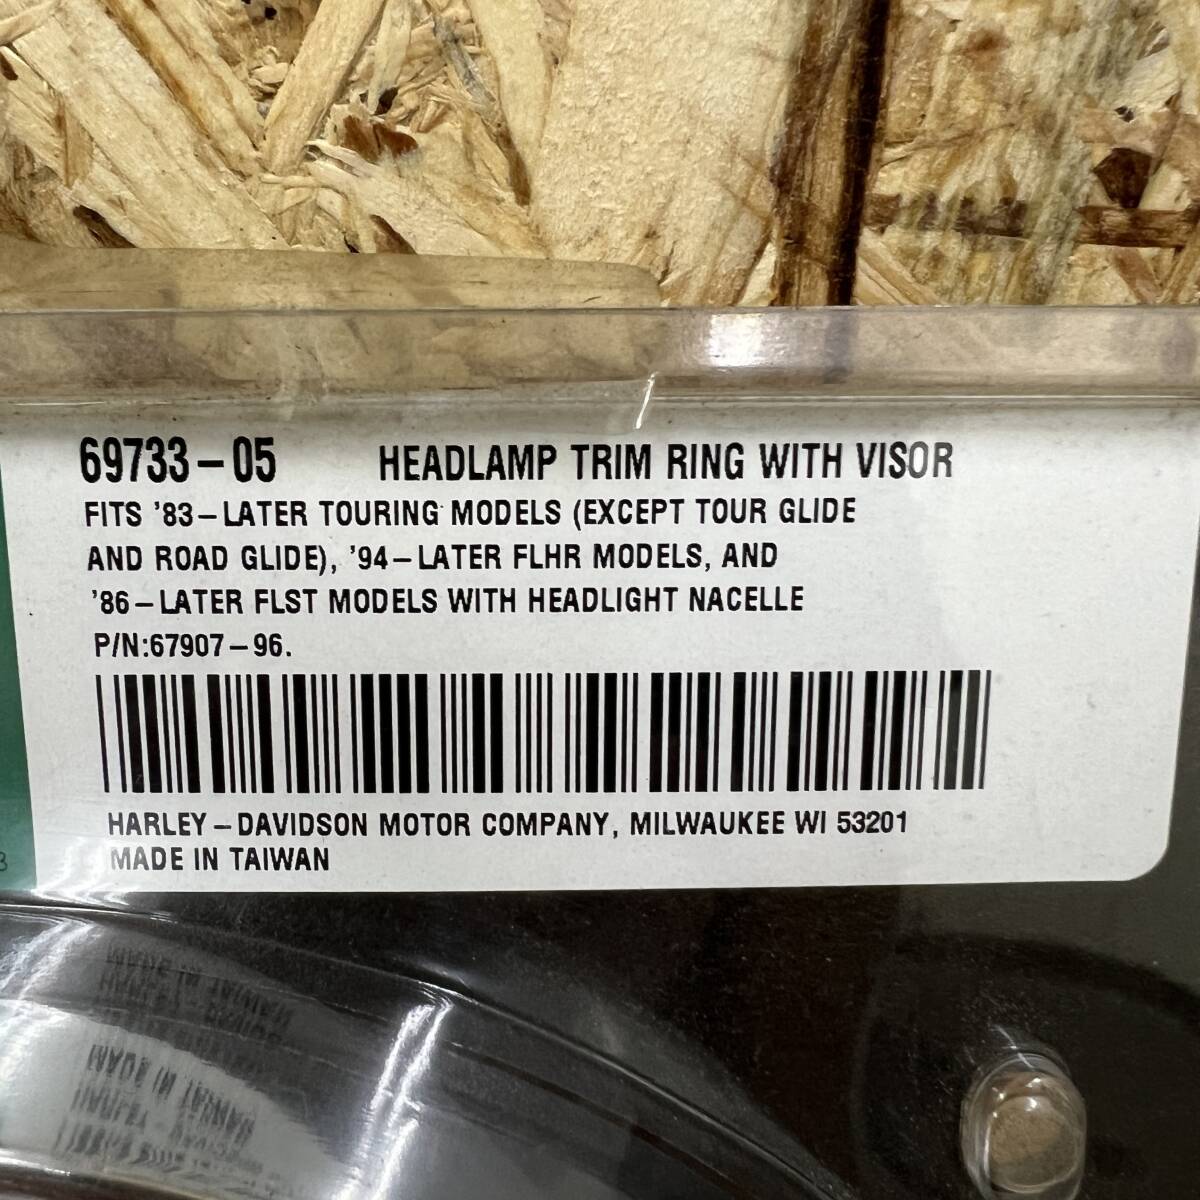 69733-05 HEADLAMP TRIM RING WITH VISOR
FITS '83-LATER TOURING MODELS (EXCEPT TOUR GLIDE
AND ROAD GLIDE), '94-LATER FLHR MODELS, AND
'86-LATER FLST MODELS WITH HEADLIGHT NACELLE
P/N:67907-96.
HARLEY-DAVIDSON MOTOR COMPANY, MILWAUKEE WI 53201
MADE IN TAIWAN